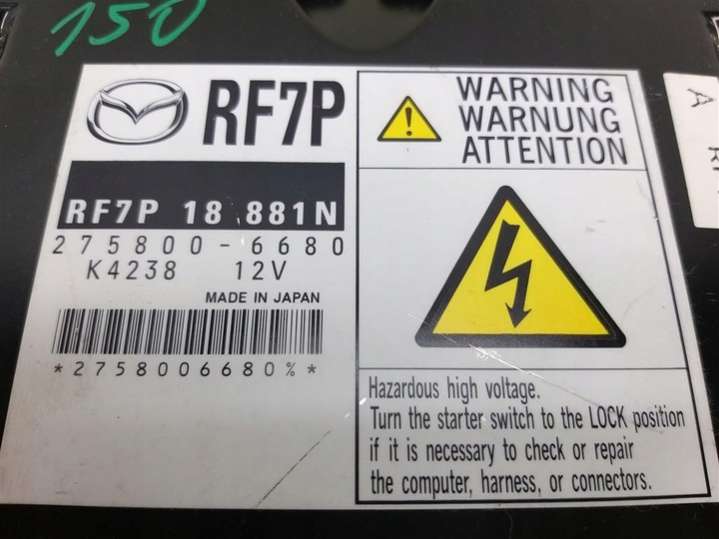 150
RF7P
RF7P 18 881N
275800-6680
K4238 12V
MADE IN JAPAN
*2758006680%*
WARNING
WARNUNG
ATTENTION
Hazardous high voltage.
Turn the starter switch to the LOCK position
if it is necessary to check or repair
the computer, harness, or connectors.
A